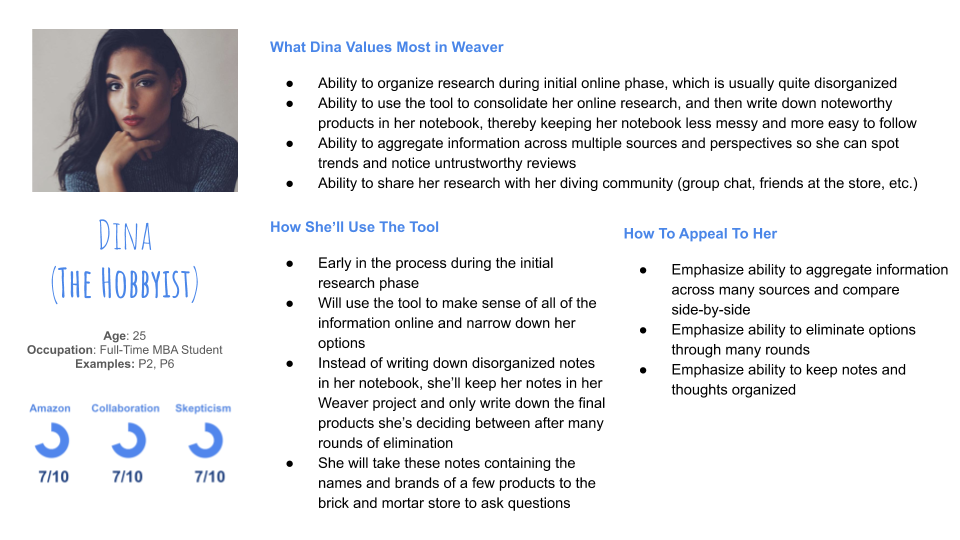 What Dina Values Most in Weaver
● Ability to organize research during initial online phase, which is usually quite disorganized
● Ability to use the tool to consolidate her online research, and then write down noteworthy
products in her notebook, thereby keeping her notebook less messy and more easy to follow
● Ability to aggregate information across multiple sources and perspectives so she can spot
trends and notice untrustworthy reviews
● Ability to share her research with her diving community (group chat, friends at the store, etc.)
Dina
(The Hobbyist)
Age: 25
Occupation: Full-Time MBA Student
Examples: P2, P6
Amazon Collaboration Skepticism
7/10 7/10 7/10
How She’ll Use The Tool
● Early in the process during the initial
research phase
● Will use the tool to make sense of all of the
information online and narrow down her
options
● Instead of writing down disorganized notes
in her notebook, she’ll keep her notes in her
Weaver project and only write down the final
products she’s deciding between after many
rounds of elimination
● She will take these notes containing the
names and brands of a few products to the
brick and mortar store to ask questions
How To Appeal To Her
● Emphasize ability to aggregate information
across many sources and compare
side-by-side
● Emphasize ability to eliminate options
through many rounds
● Emphasize ability to keep notes and
thoughts organized